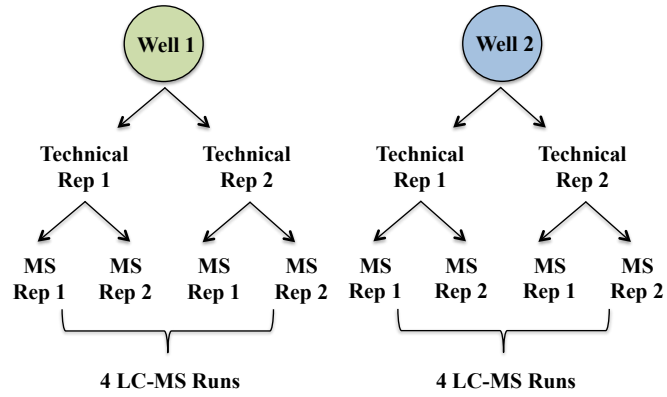 Well 1
Well 2
Technical
Rep 1
Technical
Rep 2
Technical
Rep 1
Technical
Rep 2
MS
Rep 1
MS
Rep 2
MS
Rep 1
MS
Rep 2
MS
Rep 1
MS
Rep 2
MS
Rep 1
MS
Rep 2
4 LC-MS Runs
4 LC-MS Runs